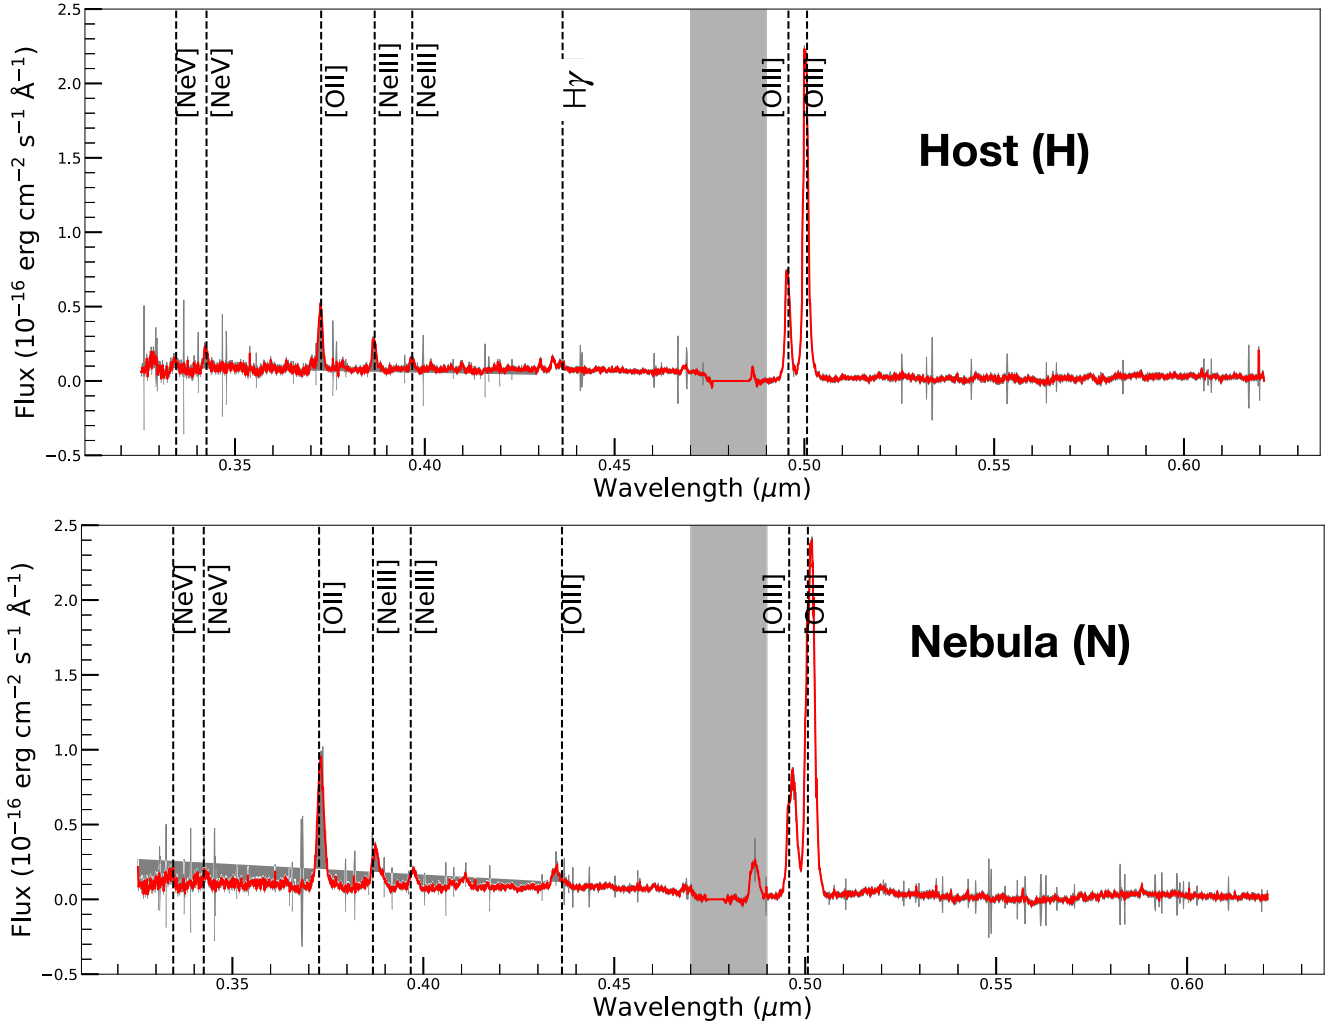 2.5
2.0
1.5
1.0
0.5
0.0
−0.5
Flux (10⁻¹⁶ erg cm⁻² s⁻¹ Å⁻¹)
[NeV]
[NeV]
[OII]
[NeIII]
[NeIII]
Hγ
[OIII]
[OIII]
Host (H)
0.35
0.40
0.45
0.50
0.55
0.60
Wavelength (μm)
2.5
2.0
1.5
1.0
0.5
0.0
−0.5
Flux (10⁻¹⁶ erg cm⁻² s⁻¹ Å⁻¹)
[NeV]
[NeV]
[OII]
[NeIII]
[NeIII]
[OIII]
[OIII]
[OIII]
Nebula (N)
0.35
0.40
0.45
0.50
0.55
0.60
Wavelength (μm)